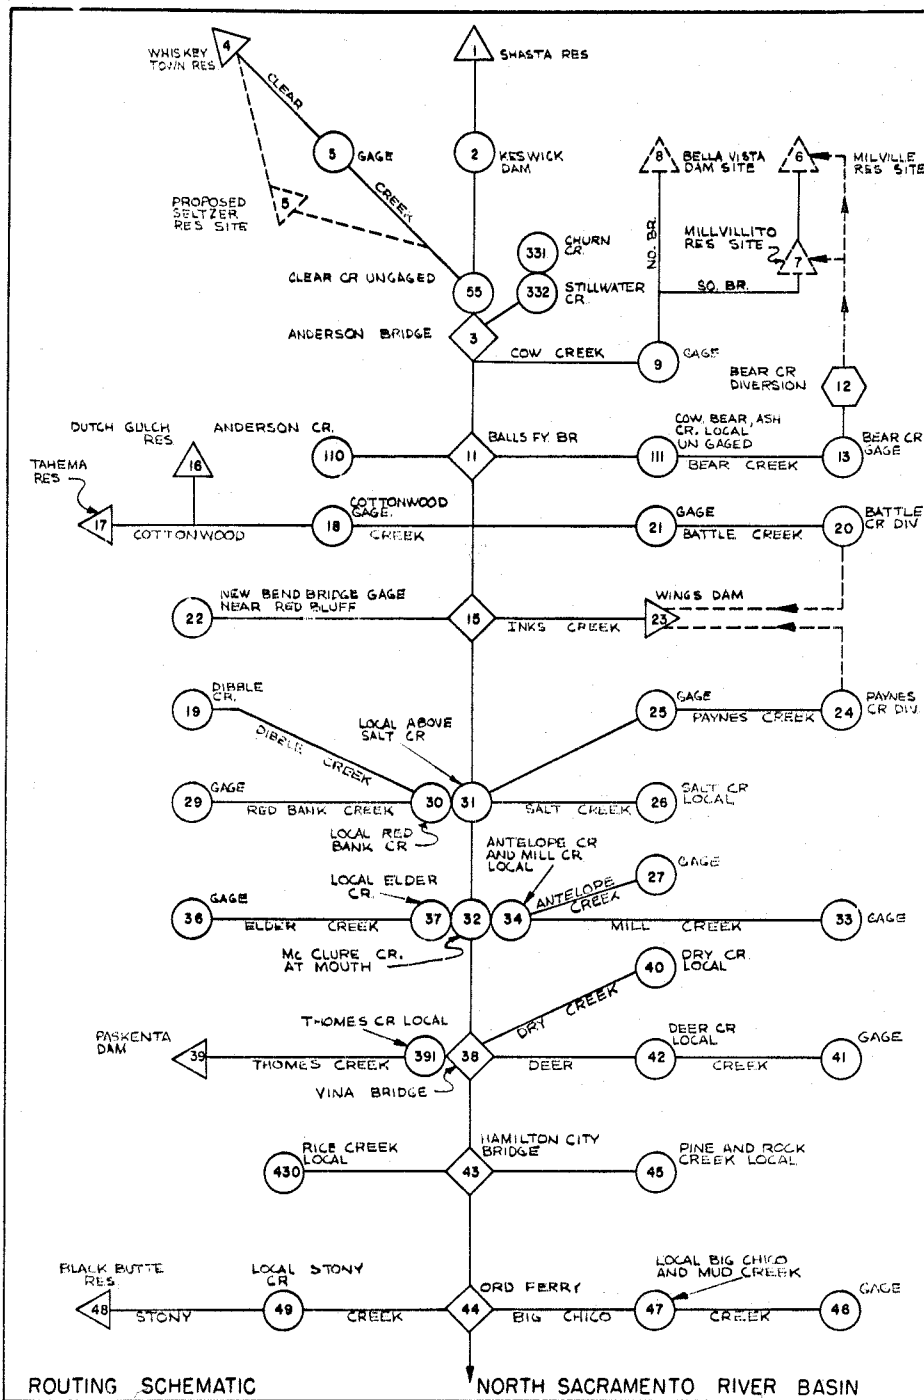 4
WHISKEY
TOWN RES.
CLEAR
1
SHASTA RES
5
GAGE
2
KESWICK
DAM
8
BELLA VISTA
DAM SITE
6
MILVILLE
RES SITE
PROPOSED
SELTZER
RES SITE
5
CREEK
331
CHURN
CR.
NO. BR.
MILLVILLITO
RES SITE
7
CLEAR CR UNGAGED
55
332
STILLWATER
CR.
SO. BR.
ANDERSON BRIDGE
3
COW CREEK
9
GAGE
BEAR CR
DIVERSION
12
DUTCH GULCH
RES
ANDERSON CR.
110
BALLS FY. BR
11
COW, BEAR, ASH
CR. LOCAL
UNGAGED
111
BEAR CREEK
13
BEAR CR
GAGE
TAHEMA
RES
16
17
COTTONWOOD
COTTONWOOD
GAGE.
18
CREEK
21
GAGE
BATTLE CREEK
20
BATTLE
CR DIV
NEW BEND BRIDGE GAGE
NEAR RED BLUFF
22
15
INKS CREEK
WINGS DAM
23
DIBBLE
CR.
19
DIBBLE CREEK
LOCAL ABOVE
SALT CR
GAGE
25
PAYNES CREEK
24
PAYNES
CR DIV.
GAGE
29
RED BANK CREEK
30
31
SALT CREEK
26
SALT CR
LOCAL
LOCAL RED
BANK CR
ANTELOPE CR
AND MILL CR
LOCAL
GAGE
27
ANTELOPE
CREEK
LOCAL ELDER
CR.
GAGE
36
ELDER CREEK
37
32
34
MILL CREEK
33
GAGE
Mc CLURE CR.
AT MOUTH
40
DRY CR.
LOCAL
DRY CREEK
PASKENTA
DAM
39
THOMES CR LOCAL
THOMES CREEK
391
38
DEER
DEER CR
LOCAL
42
CREEK
41
GAGE
VINA BRIDGE
RICE CREEK
LOCAL
430
HAMILTON CITY
BRIDGE
43
45
PINE AND ROCK
CREEK LOCAL
BLACK BUTTE
RES.
48
STONY
LOCAL STONY
CR
49
CREEK
ORD FERRY
44
BIG CHICO
LOCAL BIG CHICO
AND MUD CREEK
47
CREEK
46
GAGE
ROUTING SCHEMATIC
NORTH SACRAMENTO RIVER BASIN